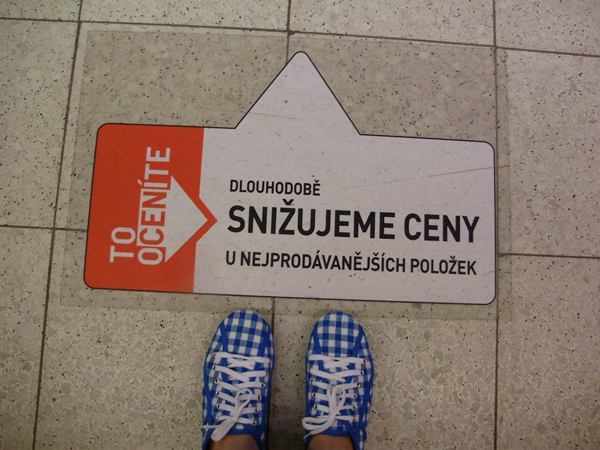 TO
OCENÍTE
DLOUHODOBĚ
SNIŽUJEME CENY
U NEJPRODÁVANĚJŠÍCH POLOŽEK